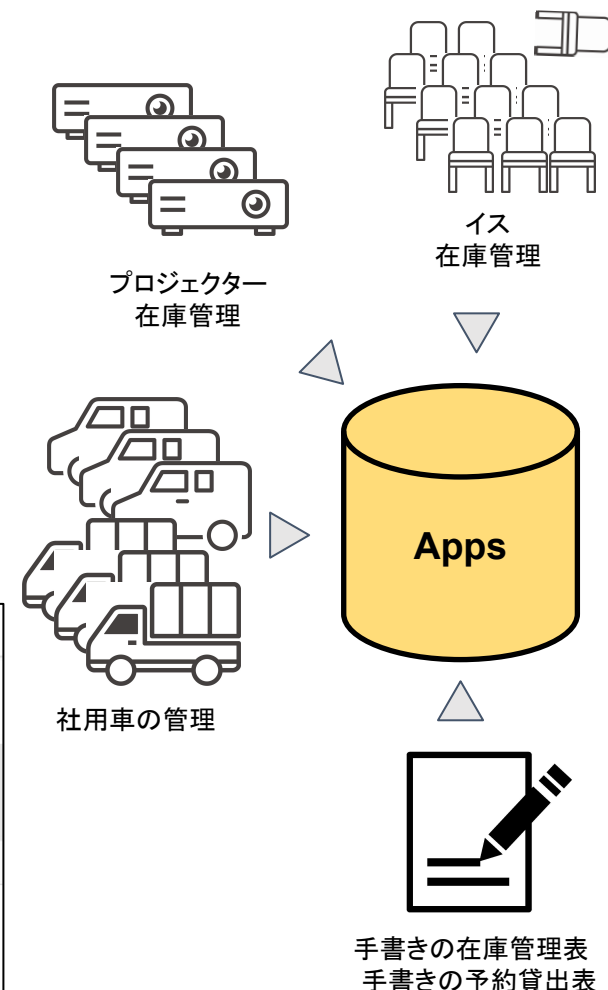 イス
在庫管理
プロジェクター
在庫管理
Apps
社用車の管理
手書きの在庫管理表
手書きの予約貸出表